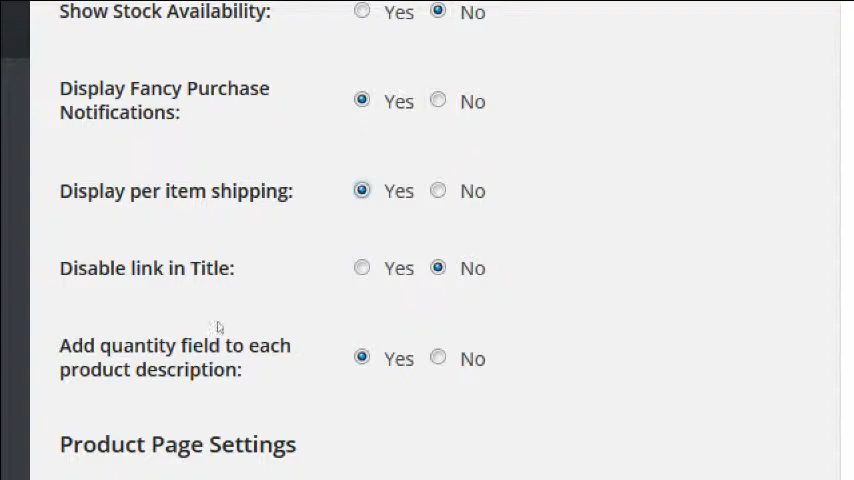 Show Stock Availability: Yes No
Display Fancy Purchase
Notifications: Yes No
Display per item shipping: Yes No
Disable link in Title: Yes No
Add quantity field to each
product description: Yes No
Product Page Settings